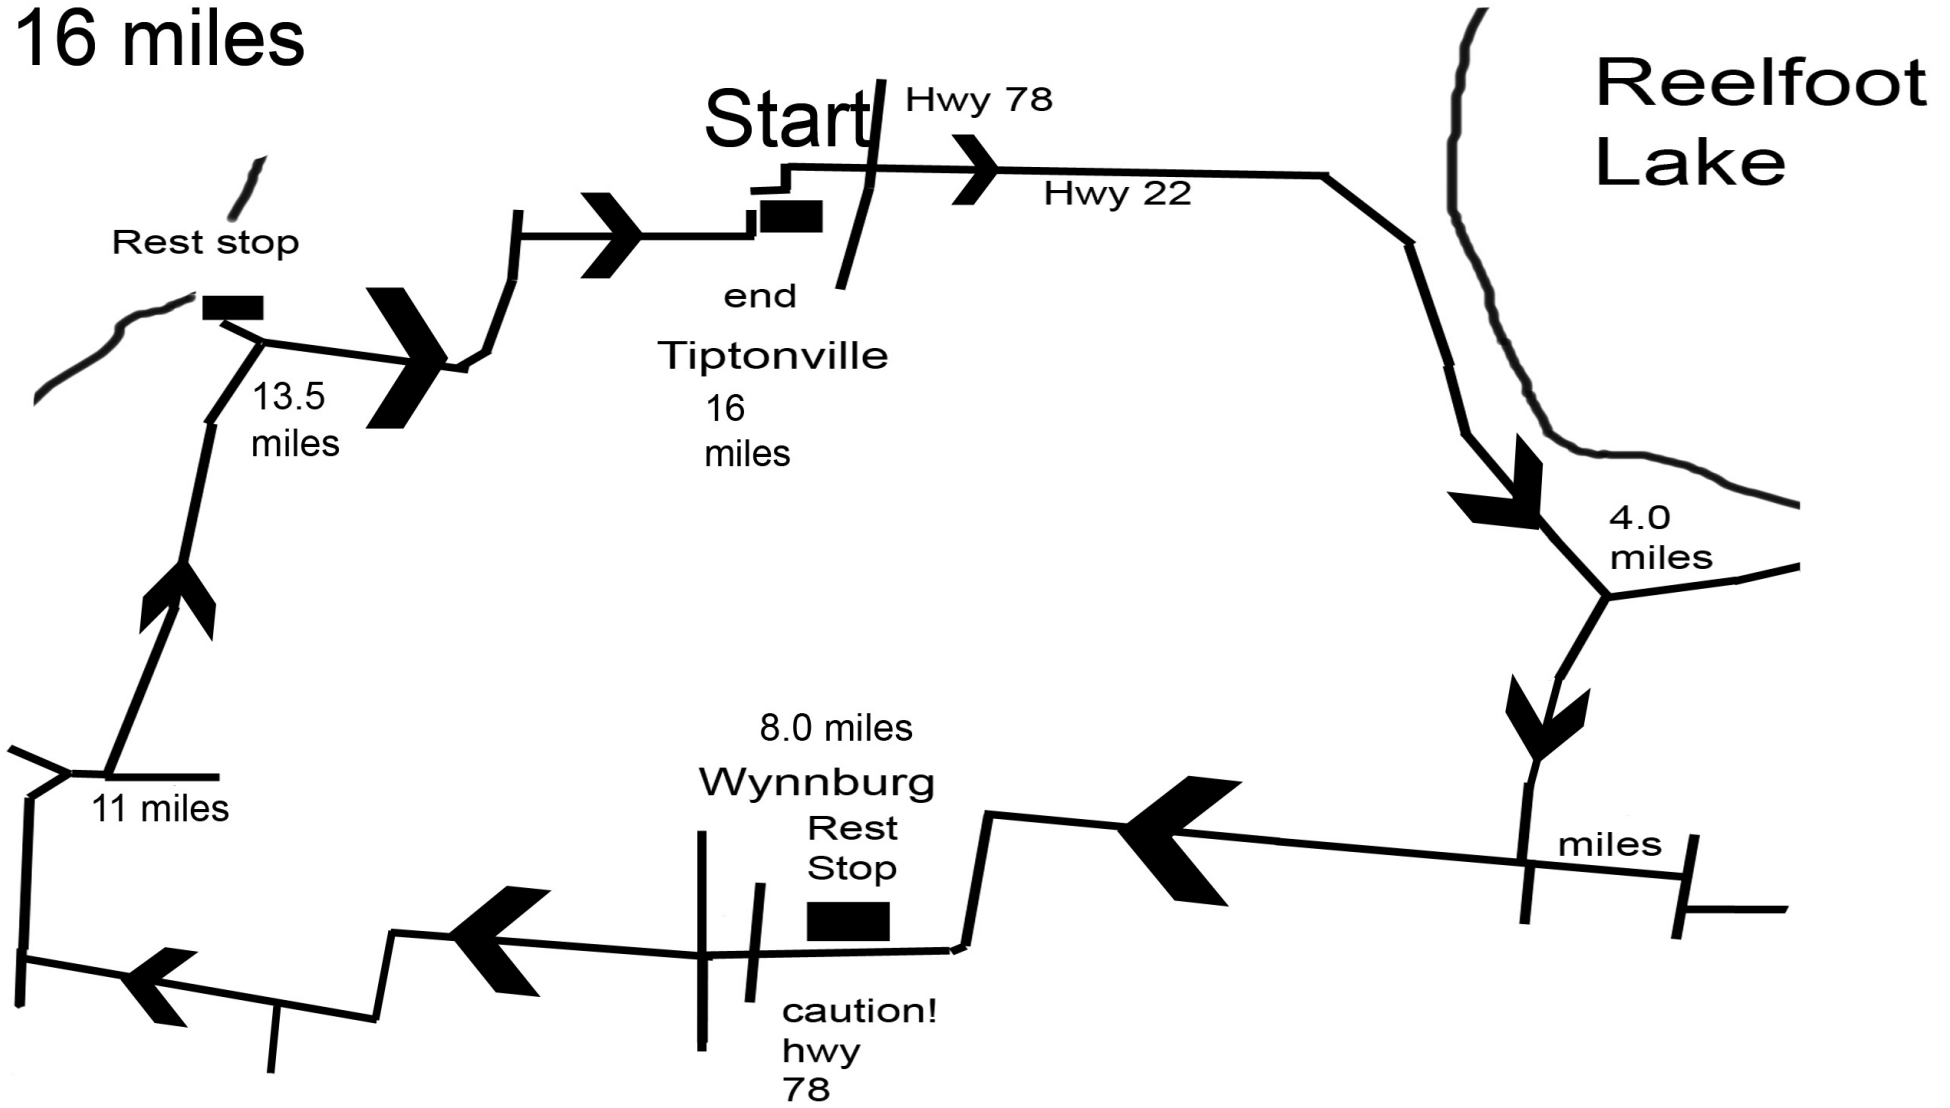 16 miles
Start
Hwy 78
Reelfoot
Lake
Hwy 22
Rest stop
end
Tiptonville
16
miles
13.5
miles
4.0
miles
8.0 miles
Wynnburg
Rest
Stop
11 miles
miles
caution!
hwy
78